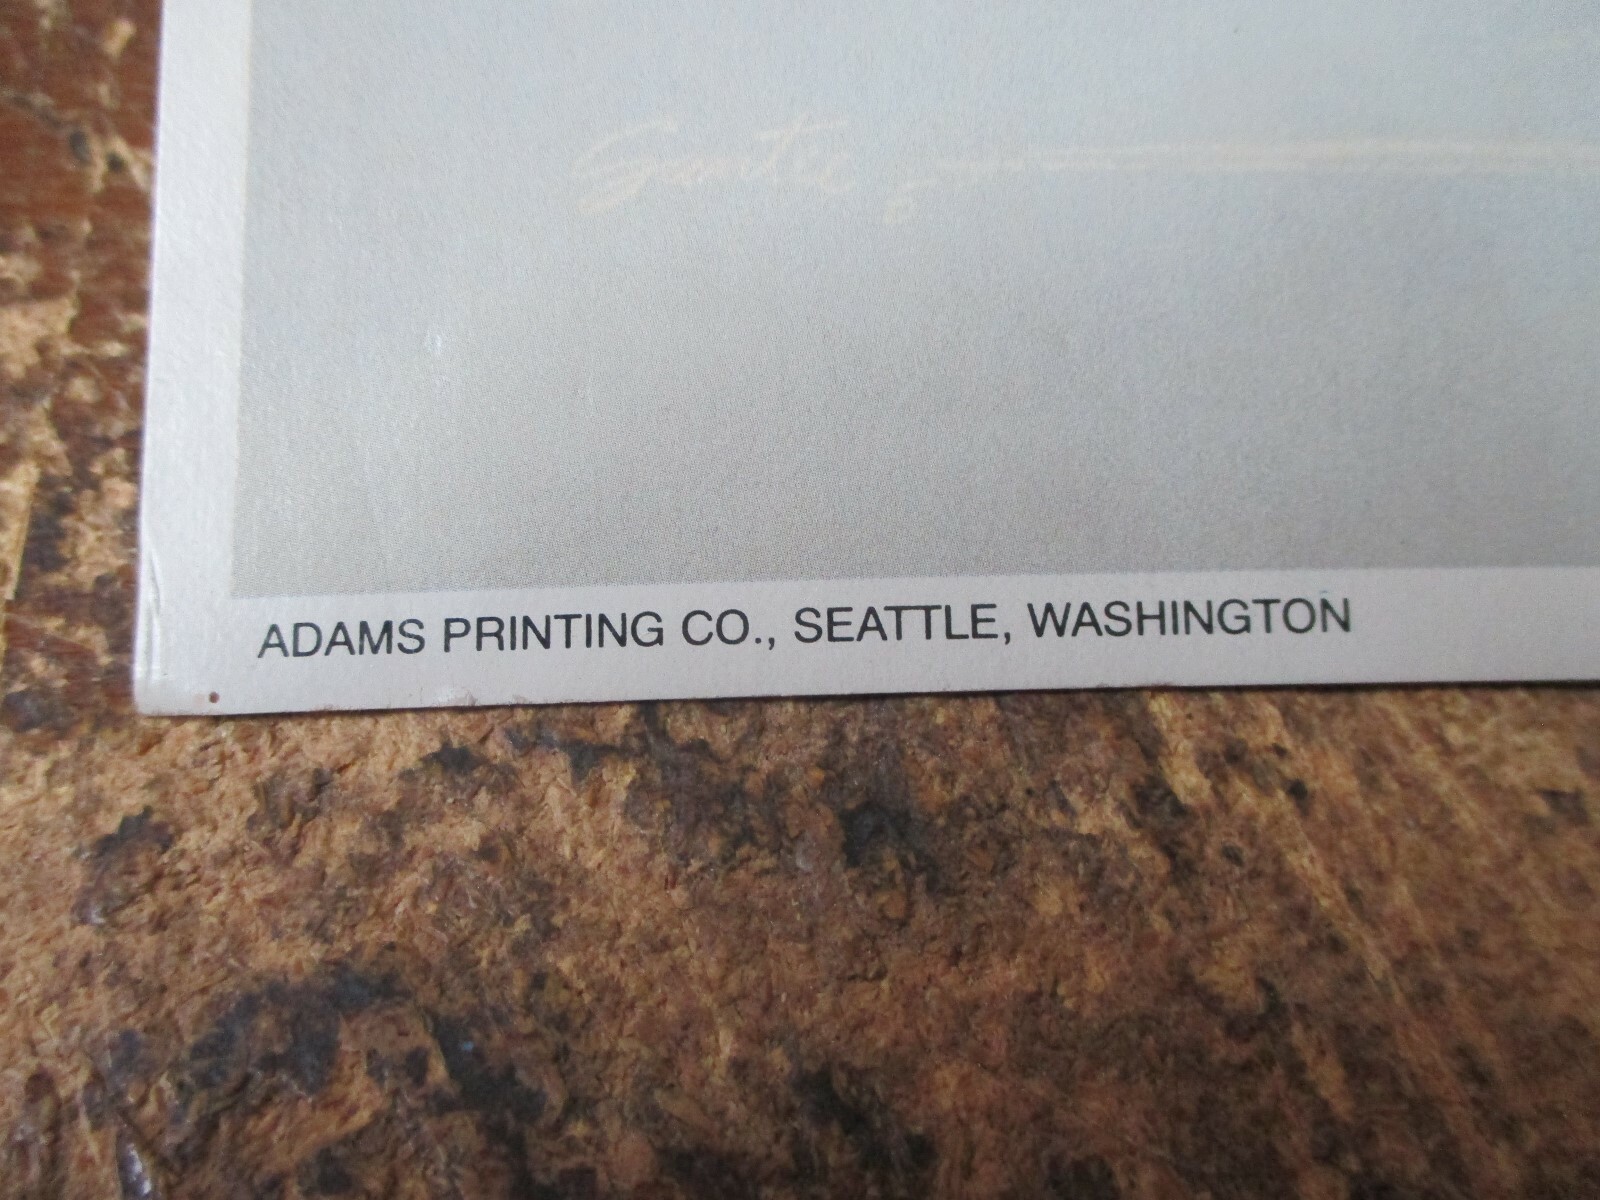 ADAMS PRINTING CO., SEATTLE, WASHINGTON